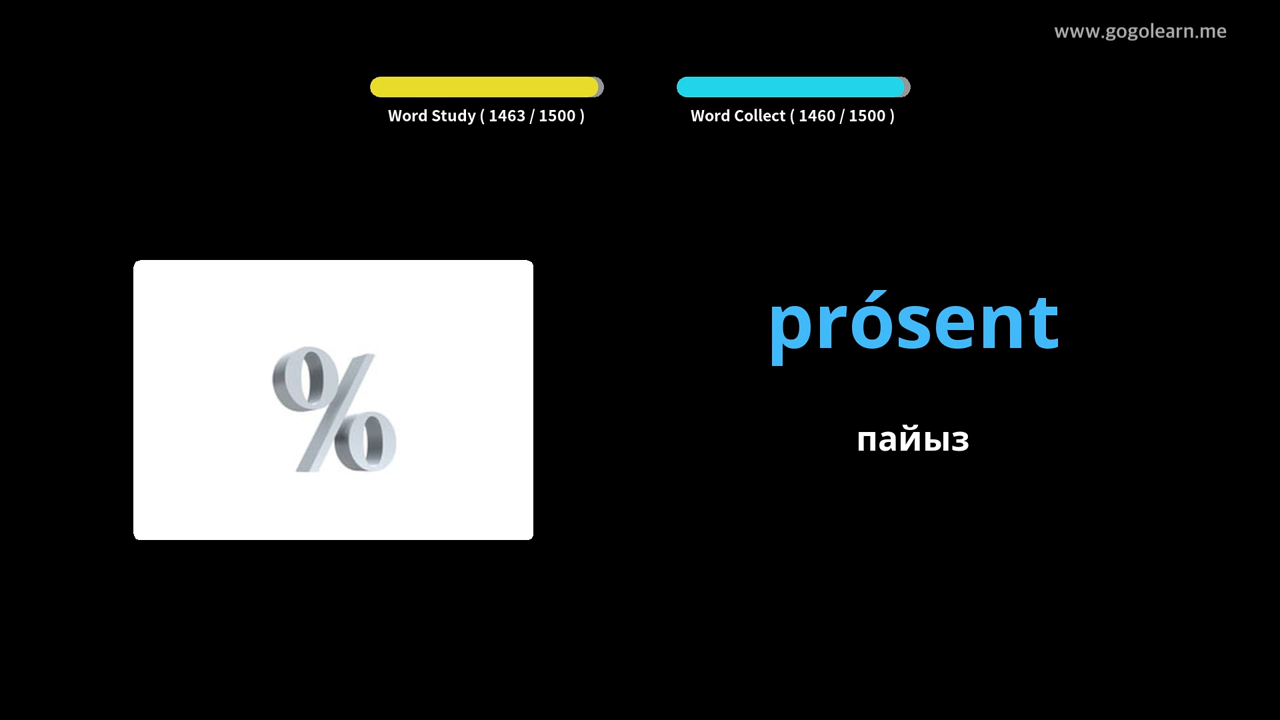 www.gogolearn.me
Word Study ( 1463 / 1500 )
Word Collect ( 1460 / 1500 )
%
prósent
пайыз